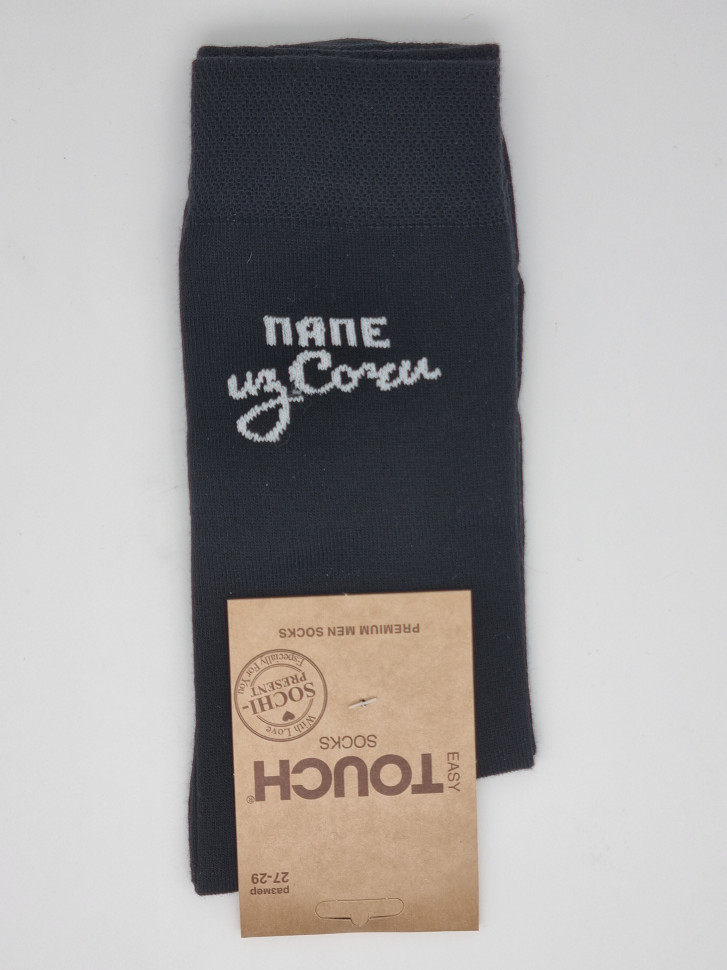 ПАПЕ
из Сочи
PREMIUM MEN SOCKS
Especially For You
SOCHI-
PRESENT
With Love
EASY
TOUCH®
SOCKS
размер
27-29